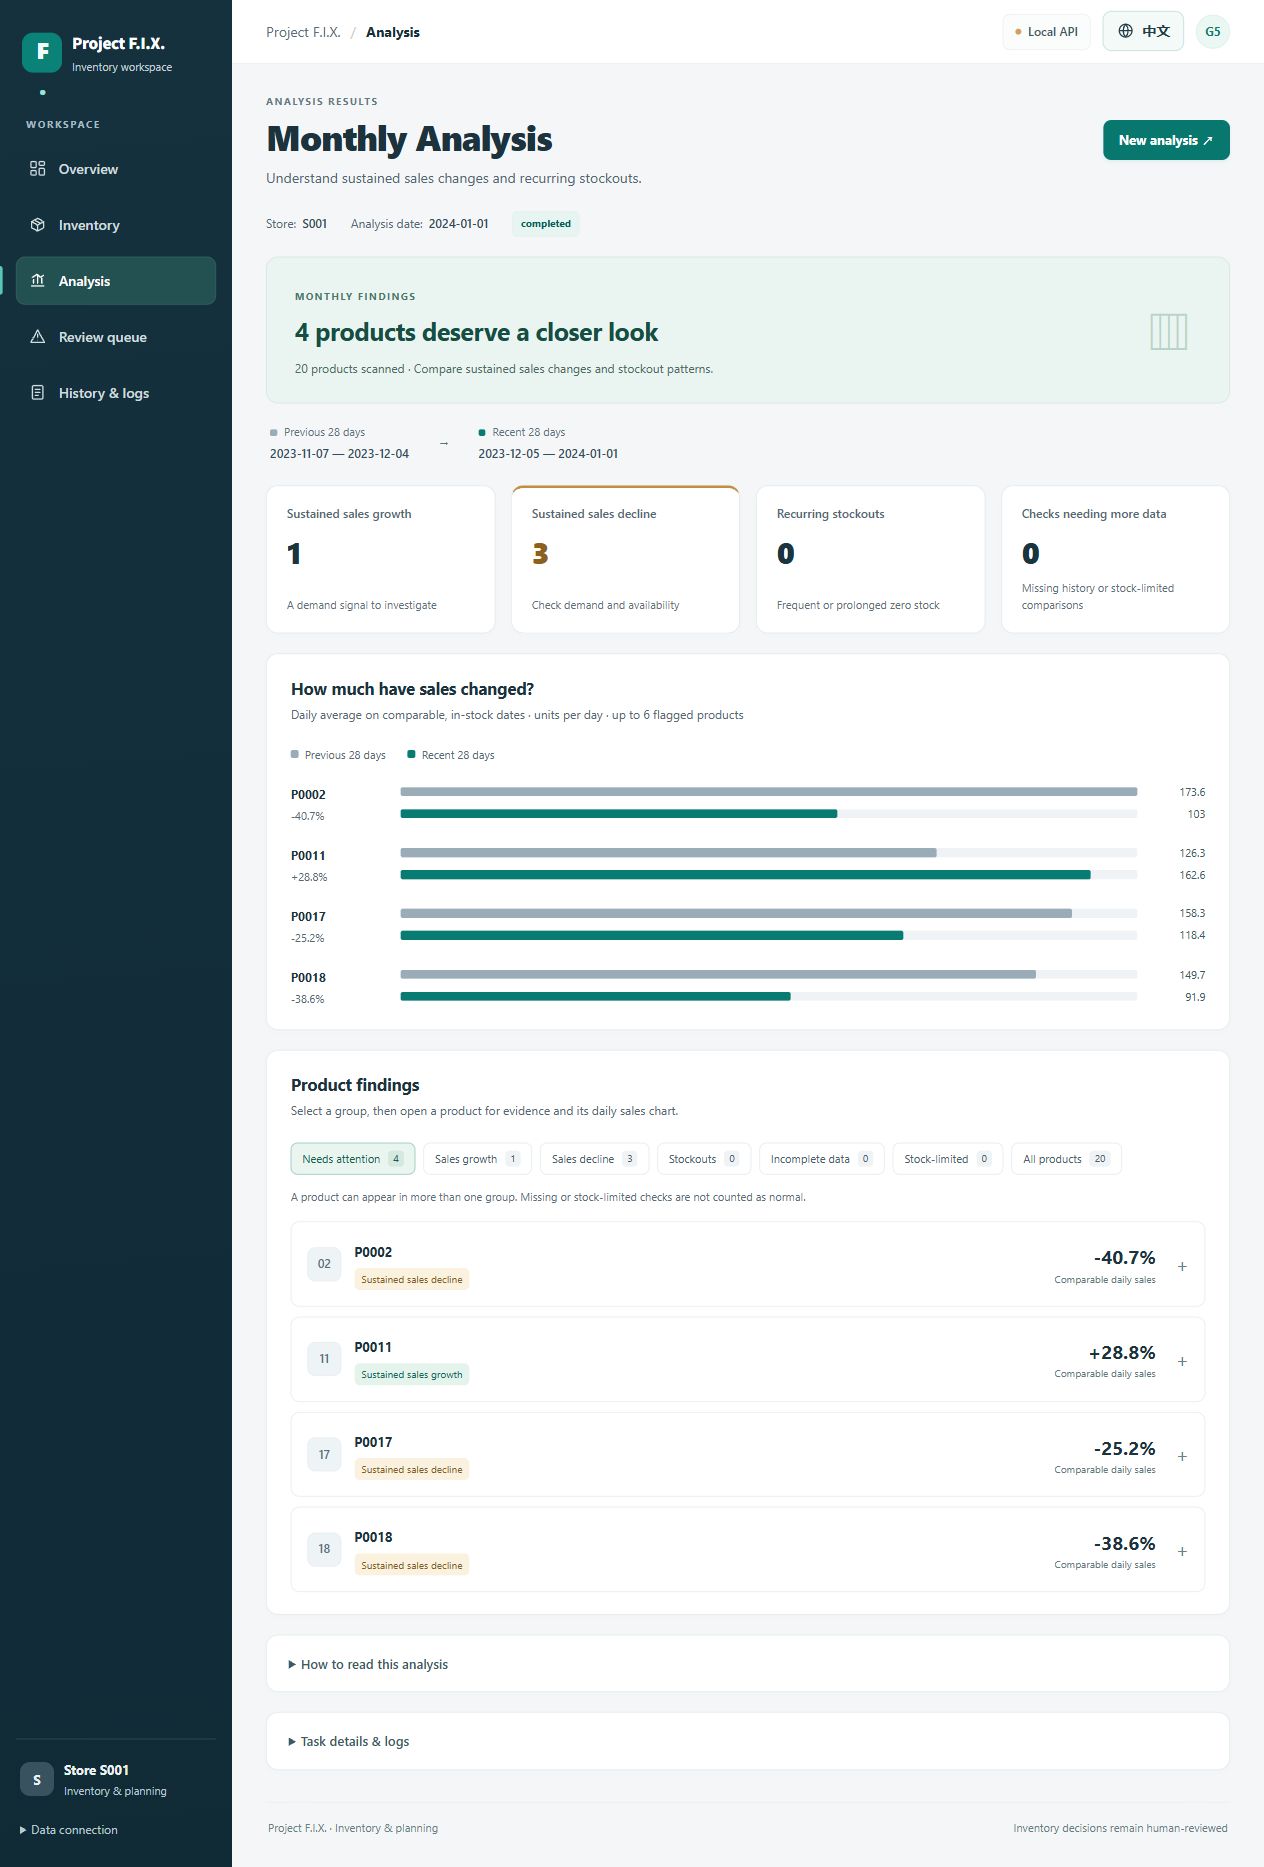 F
Project F.I.X.
Inventory workspace
WORKSPACE
Overview
Inventory
Analysis
Review queue
History & logs
Store S001
S
Inventory & planning
Data connection
Project F.I.X. / Analysis
Local API
中文
G5
ANALYSIS RESULTS
Monthly Analysis
New analysis ↗
Understand sustained sales changes and recurring stockouts.
Store: S001 Analysis date: 2024-01-01 completed
MONTHLY FINDINGS
4 products deserve a closer look
20 products scanned · Compare sustained sales changes and stockout patterns.
Previous 28 days
2023-11-07 — 2023-12-04
→
Recent 28 days
2023-12-05 — 2024-01-01
Sustained sales growth
1
A demand signal to investigate
Sustained sales decline
3
Check demand and availability
Recurring stockouts
0
Frequent or prolonged zero stock
Checks needing more data
0
Missing history or stock-limited
comparisons
How much have sales changed?
Daily average on comparable, in-stock dates · units per day · up to 6 flagged products
Previous 28 days Recent 28 days
P0002 173.6
-40.7% 103
P0011 126.3
+28.8% 162.6
P0017 158.3
-25.2% 118.4
P0018 149.7
-38.6% 91.9
Product findings
Select a group, then open a product for evidence and its daily sales chart.
Needs attention 4 Sales growth 1 Sales decline 3 Stockouts 0 Incomplete data 0 Stock-limited 0 All products 20
A product can appear in more than one group. Missing or stock-limited checks are not counted as normal.
02
P0002
Sustained sales decline
-40.7%
Comparable daily sales
+
11
P0011
Sustained sales growth
+28.8%
Comparable daily sales
+
17
P0017
Sustained sales decline
-25.2%
Comparable daily sales
+
18
P0018
Sustained sales decline
-38.6%
Comparable daily sales
+
How to read this analysis
Task details & logs
Project F.I.X. · Inventory & planning
Inventory decisions remain human-reviewed